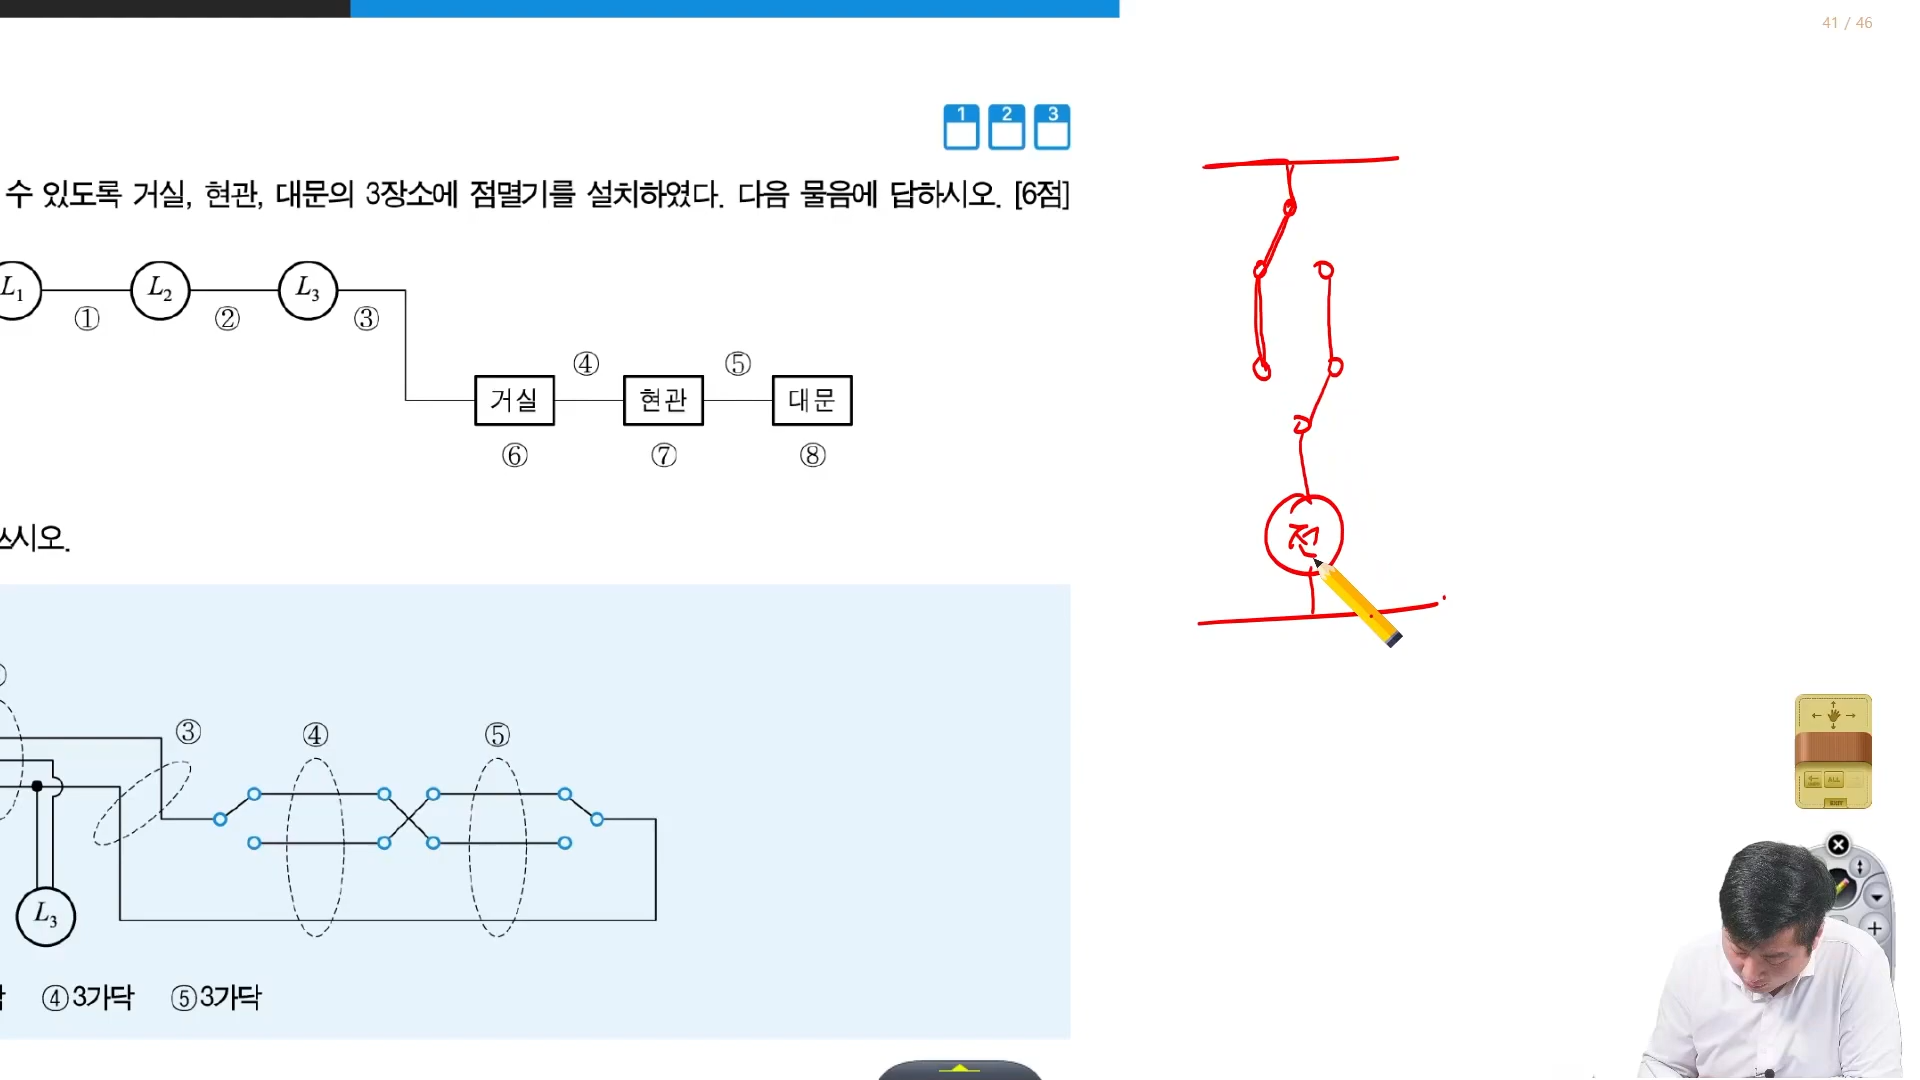 41 / 46
1 2 3
수 있도록 거실, 현관, 대문의 3장소에 점멸기를 설치하였다. 다음 물음에 답하시오. [6점]
L1 L2 L3
① ② ③
④ ⑤
거실 현관 대문
⑥ ⑦ ⑧
쓰시오.
전
③ ④ ⑤
L3
④3가닥 ⑤3가닥
ALL
EXIT